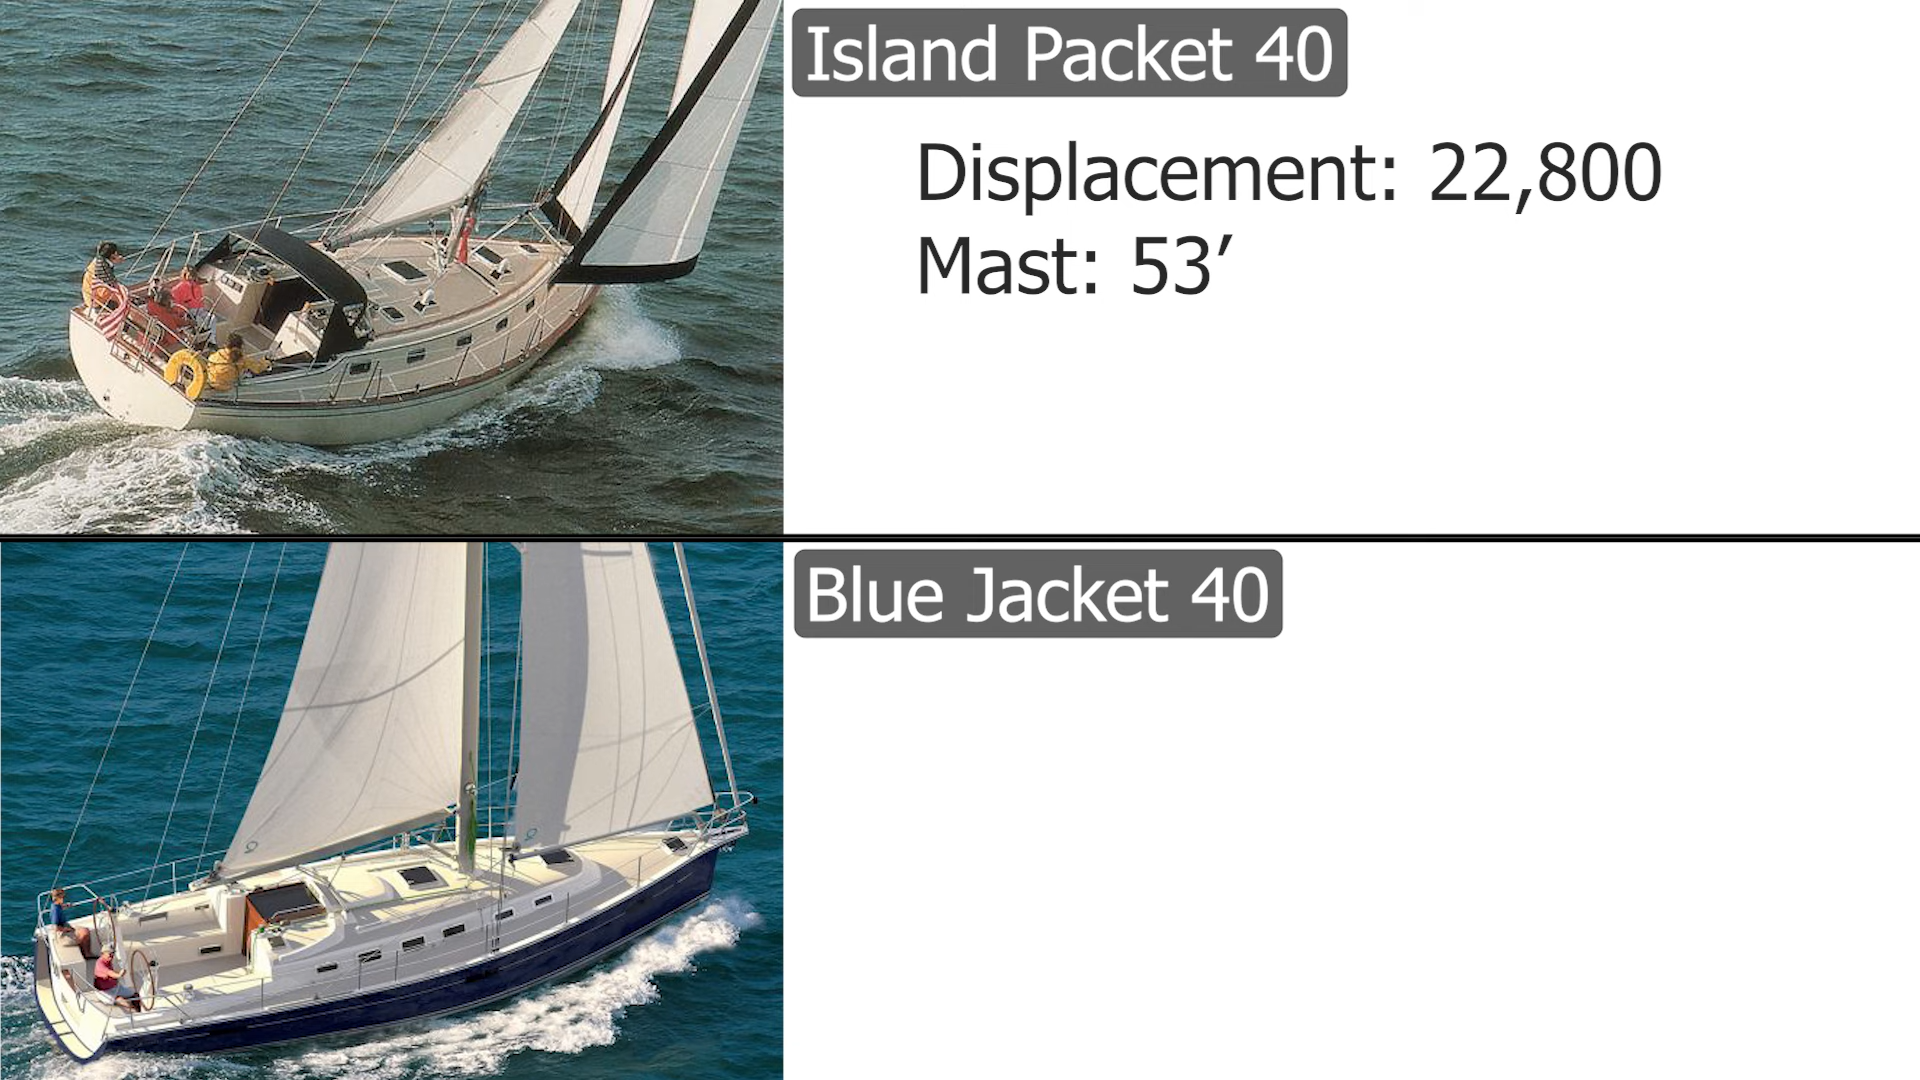 Island Packet 40
Displacement: 22,800
Mast: 53’
Blue Jacket 40